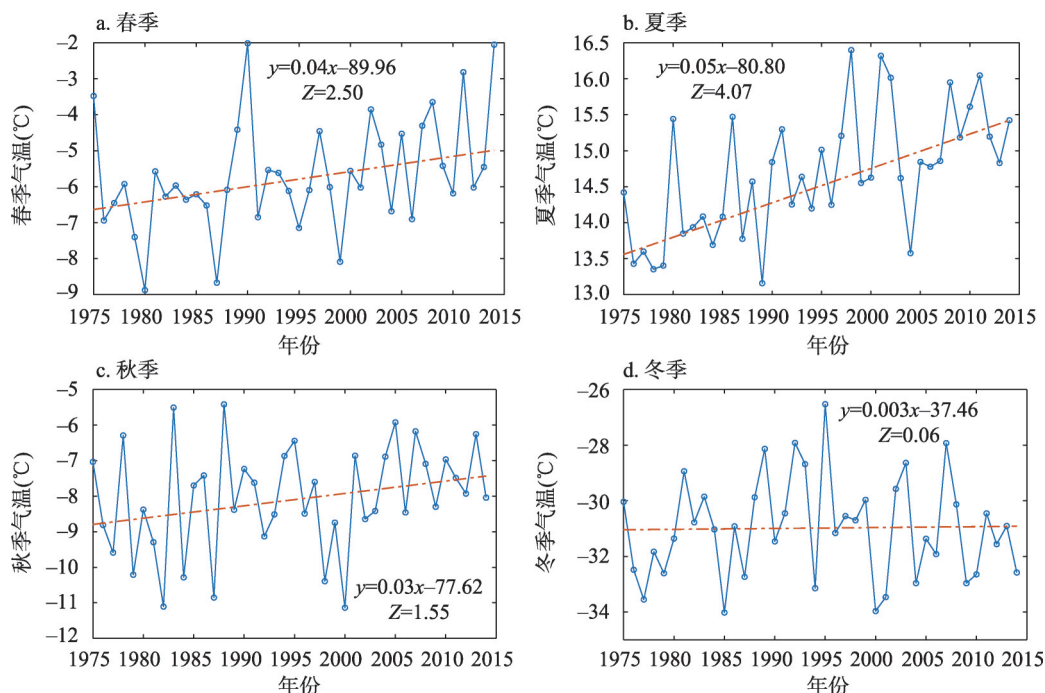 a. 春季
y=0.04x–89.96
Z=2.50
春季气温(℃)
–2
–3
–4
–5
–6
–7
–8
–9
1975 1980 1985 1990 1995 2000 2005 2010 2015
年份
b. 夏季
y=0.05x–80.80
Z=4.07
夏季气温(℃)
16.5
16.0
15.5
15.0
14.5
14.0
13.5
13.0
1975 1980 1985 1990 1995 2000 2005 2010 2015
年份
c. 秋季
y=0.03x–77.62
Z=1.55
秋季气温(℃)
–5
–6
–7
–8
–9
–10
–11
–12
1975 1980 1985 1990 1995 2000 2005 2010 2015
年份
d. 冬季
y=0.003x–37.46
Z=0.06
冬季气温(℃)
–26
–28
–30
–32
–34
1975 1980 1985 1990 1995 2000 2005 2010 2015
年份